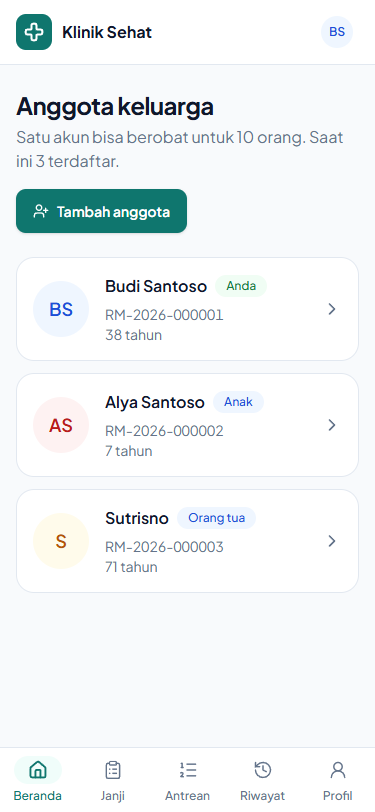 Klinik Sehat
BS
Anggota keluarga
Satu akun bisa berobat untuk 10 orang. Saat
ini 3 terdaftar.
Tambah anggota
BS
Budi Santoso Anda
RM-2026-000001
38 tahun
AS
Alya Santoso Anak
RM-2026-000002
7 tahun
S
Sutrisno Orang tua
RM-2026-000003
71 tahun
Beranda Janji Antrean Riwayat Profil